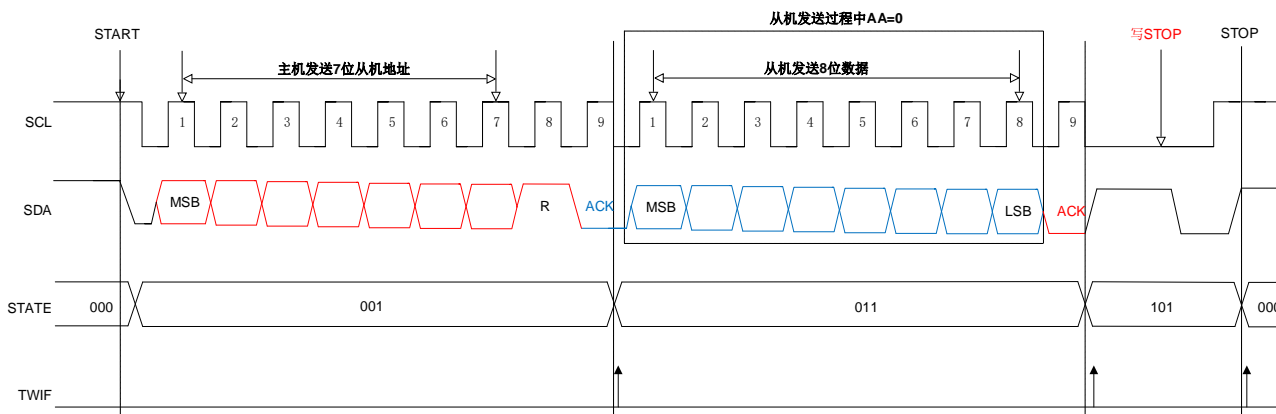 从机发送过程中AA=0
START
写STOP
STOP
主机发送7位从机地址
从机发送8位数据
SCL
1 2 3 4 5 6 7 8 9 1 2 3 4 5 6 7 8 9
SDA
MSB R ACK MSB LSB ACK
STATE 000 001 011 101 000
TWIF